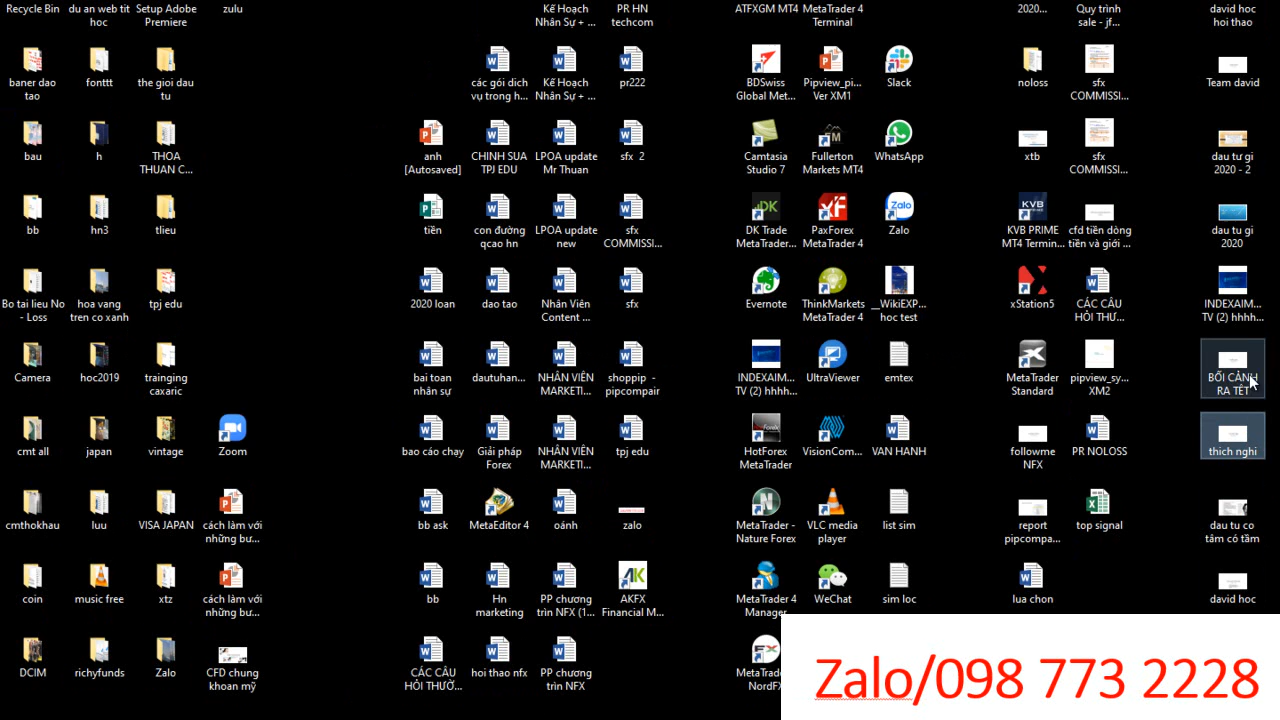 Recycle Bin
du an web tit
hoc
Setup Adobe
Premiere
zulu
Kế Hoạch
Nhân Sự + ...
PR HN
techcom
ATFXGM MT4
MetaTrader 4
Terminal
2020...
Quy trình
sale - jf...
david hoc
hoi thao
baner dao
tao
fonttt
the gioi dau
tu
các gói dich
vụ trong h...
Kế Hoạch
Nhân Sự + ...
pr222
BDSwiss
Global Met...
Pipview_pi...
Ver XM1
Slack
noloss
sfx
COMMISSI...
Team david
bau
h
THOA
THUAN C...
anh
[Autosaved]
CHINH SUA
TPJ EDU
LPOA update
Mr Thuan
sfx 2
Camtasia
Studio 7
Fullerton
Markets MT4
WhatsApp
xtb
sfx
COMMISSI...
dau tư gi
2020 - 2
bb
hn3
tlieu
tiền
con đường
qcao hn
LPOA update
new
sfx
COMMISSI...
DK Trade
MetaTrader...
PaxForex
MetaTrader 4
Zalo
KVB PRIME
MT4 Termin...
cfd tiền dòng
tiền và giới ...
dau tu gi
2020
Bo tai lieu No
- Loss
hoa vang
tren co xanh
tpj edu
2020 loan
dao tao
Nhân Viên
Content ...
sfx
Evernote
ThinkMarkets
MetaTrader 4
__WikiEXP...
hoc test
xStation5
CÁC CÂU
HỎI THƯ...
INDEXAIM...
TV (2) hhhh...
Camera
hoc2019
trainging
caxaric
bai toan
nhân sự
dautuhan...
NHÂN VIÊN
MARKETI...
shoppip -
pipcompair
INDEXAIM...
TV (2) hhhh...
UltraViewer
emtex
MetaTrader
Standard
pipview_sy...
XM2
BỐI CẢNH
RA TẾT
cmt all
japan
vintage
Zoom
bao cáo chạy
Giải pháp
Forex
NHÂN VIÊN
MARKETI...
tpj edu
HotForex
MetaTrader
VisionCom...
VAN HANH
followme
NFX
PR NOLOSS
thich nghi
cmthokhau
luu
VISA JAPAN
cách làm với
những bư...
bb ask
MetaEditor 4
oánh
zalo
MetaTrader -
Nature Forex
VLC media
player
list sim
report
pipcompa...
top signal
dau tu co
tâm có tầm
coin
music free
xtz
cách làm với
những bư...
bb
Hn
marketing
PP chương
trìn NFX (1...
AKFX
Financial M...
MetaTrader 4
Manager
WeChat
sim loc
lua chon
david hoc
DCIM
richyfunds
Zalo
CFD chung
khoan mỹ
CÁC CÂU
HỎI THƯỜ...
hoi thao nfx
PP chương
trìn NFX
Zalo/098 773 2228